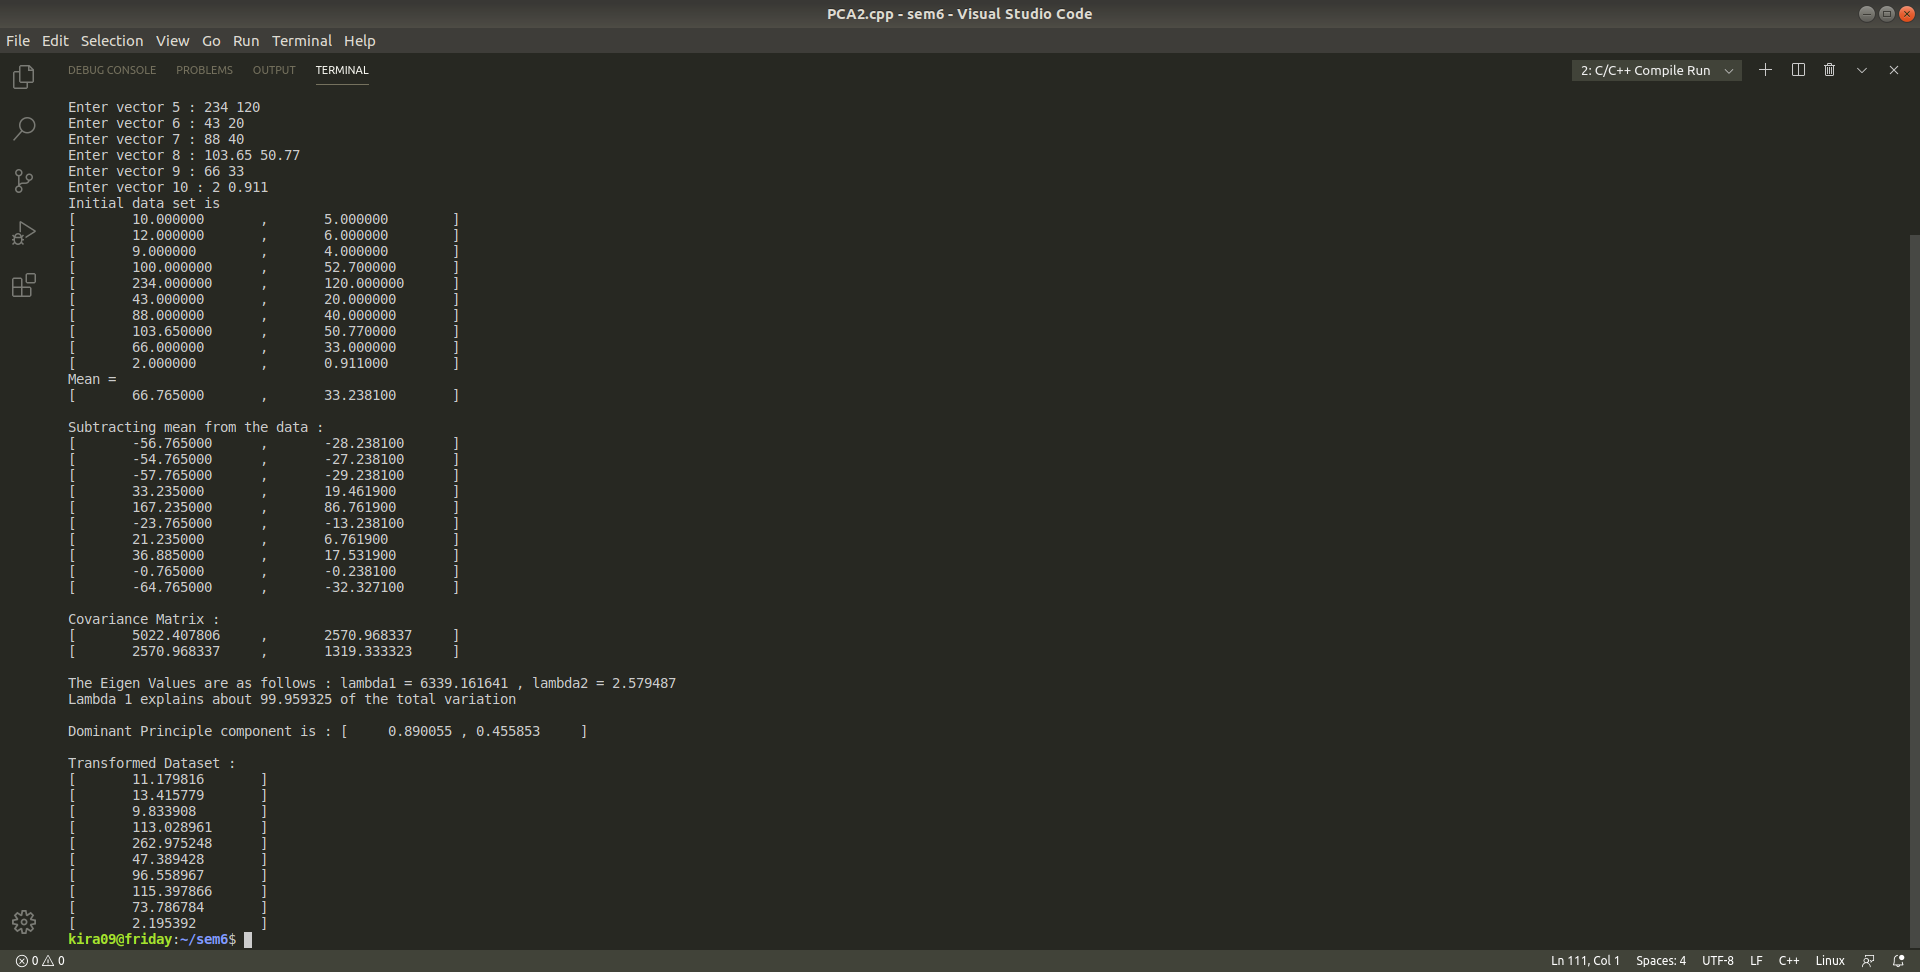 PCA2.cpp - sem6 - Visual Studio Code
File Edit Selection View Go Run Terminal Help
DEBUG CONSOLE PROBLEMS OUTPUT TERMINAL 2: C/C++ Compile Run
Enter vector 5 : 234 120
Enter vector 6 : 43 20
Enter vector 7 : 88 40
Enter vector 8 : 103.65 50.77
Enter vector 9 : 66 33
Enter vector 10 : 2 0.911
Initial data set is
[ 10.000000 , 5.000000 ]
[ 12.000000 , 6.000000 ]
[ 9.000000 , 4.000000 ]
[ 100.000000 , 52.700000 ]
[ 234.000000 , 120.000000 ]
[ 43.000000 , 20.000000 ]
[ 88.000000 , 40.000000 ]
[ 103.650000 , 50.770000 ]
[ 66.000000 , 33.000000 ]
[ 2.000000 , 0.911000 ]
Mean =
[ 66.765000 , 33.238100 ]
Subtracting mean from the data :
[ -56.765000 , -28.238100 ]
[ -54.765000 , -27.238100 ]
[ -57.765000 , -29.238100 ]
[ 33.235000 , 19.461900 ]
[ 167.235000 , 86.761900 ]
[ -23.765000 , -13.238100 ]
[ 21.235000 , 6.761900 ]
[ 36.885000 , 17.531900 ]
[ -0.765000 , -0.238100 ]
[ -64.765000 , -32.327100 ]
Covariance Matrix :
[ 5022.407806 , 2570.968337 ]
[ 2570.968337 , 1319.333323 ]
The Eigen Values are as follows : lambda1 = 6339.161641 , lambda2 = 2.579487
Lambda 1 explains about 99.959325 of the total variation
Dominant Principle component is : [ 0.890055 , 0.455853 ]
Transformed Dataset :
[ 11.179816 ]
[ 13.415779 ]
[ 9.833908 ]
[ 113.028961 ]
[ 262.975248 ]
[ 47.389428 ]
[ 96.558967 ]
[ 115.397866 ]
[ 73.786784 ]
[ 2.195392 ]
kira09@friday:~/sem6$
0 0 Ln 111, Col 1 Spaces: 4 UTF-8 LF C++ Linux